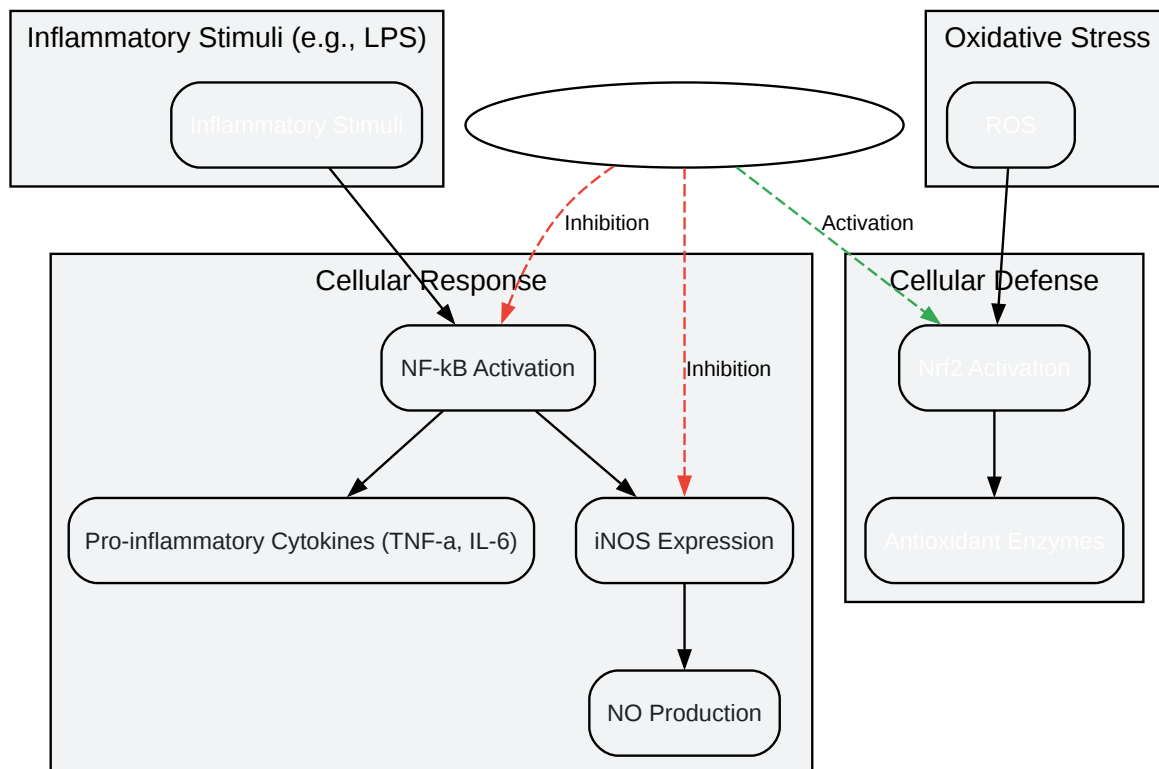 Inflammatory Stimuli (e.g., LPS)
Oxidative Stress
Inflammatory Stimuli
ROS
Inhibition
Activation
Cellular Response
Cellular Defense
NF-kB Activation
Inhibition
Nrf2 Activation
Pro-inflammatory Cytokines (TNF-a, IL-6)
iNOS Expression
Antioxidant Enzymes
NO Production